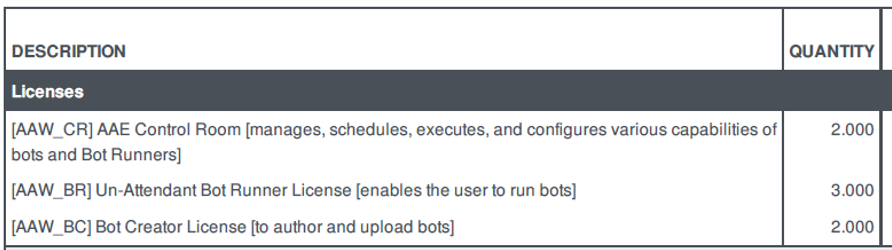 DESCRIPTION QUANTITY
Licenses
[AAW_CR] AAE Control Room [manages, schedules, executes, and configures various capabilities of 2.000
bots and Bot Runners]
[AAW_BR] Un-Attendant Bot Runner License [enables the user to run bots] 3.000
[AAW_BC] Bot Creator License [to author and upload bots] 2.000